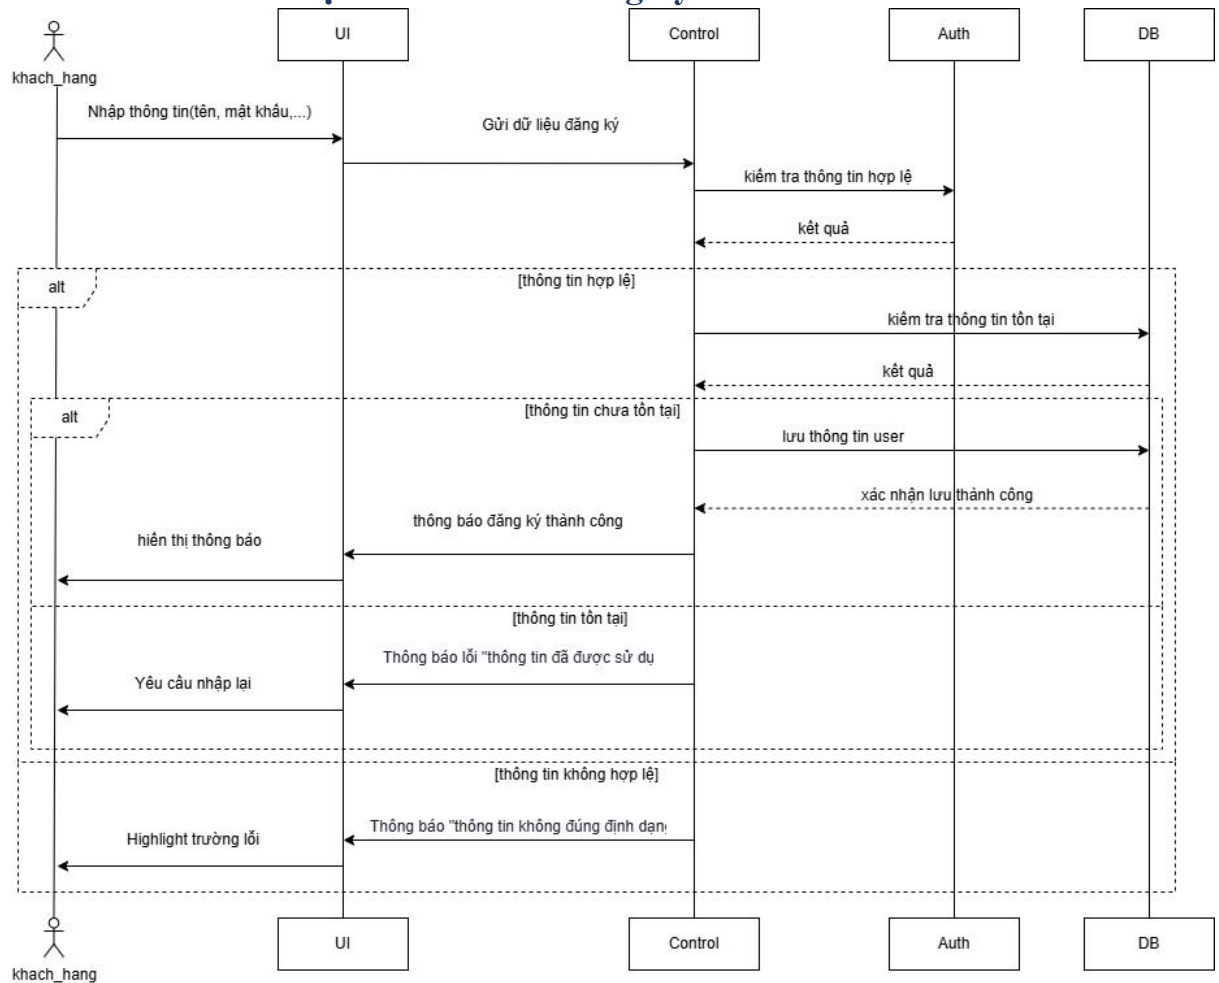 khach_hang
UI
Control
Auth
DB
Nhập thông tin(tên, mật khẩu,...)
Gửi dữ liệu đăng ký
kiểm tra thông tin hợp lệ
kết quả
alt
[thông tin hợp lệ]
kiểm tra thông tin tồn tại
kết quả
alt
[thông tin chưa tồn tại]
lưu thông tin user
xác nhận lưu thành công
thông báo đăng ký thành công
hiển thị thông báo
[thông tin tồn tại]
Thông báo lỗi "thông tin đã được sử dụ
Yêu cầu nhập lại
[thông tin không hợp lệ]
Thông báo "thông tin không đúng định dạn
Highlight trường lỗi
khach_hang
UI
Control
Auth
DB